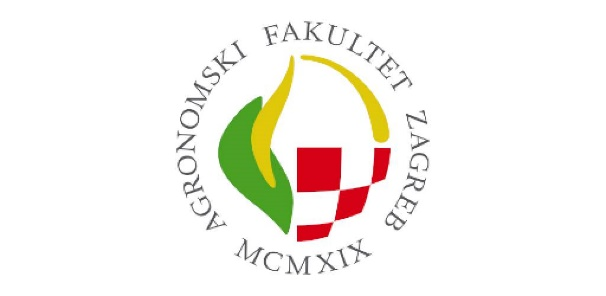 AGRONOMSKI FAKULTET ZAGREB
MCMXIX